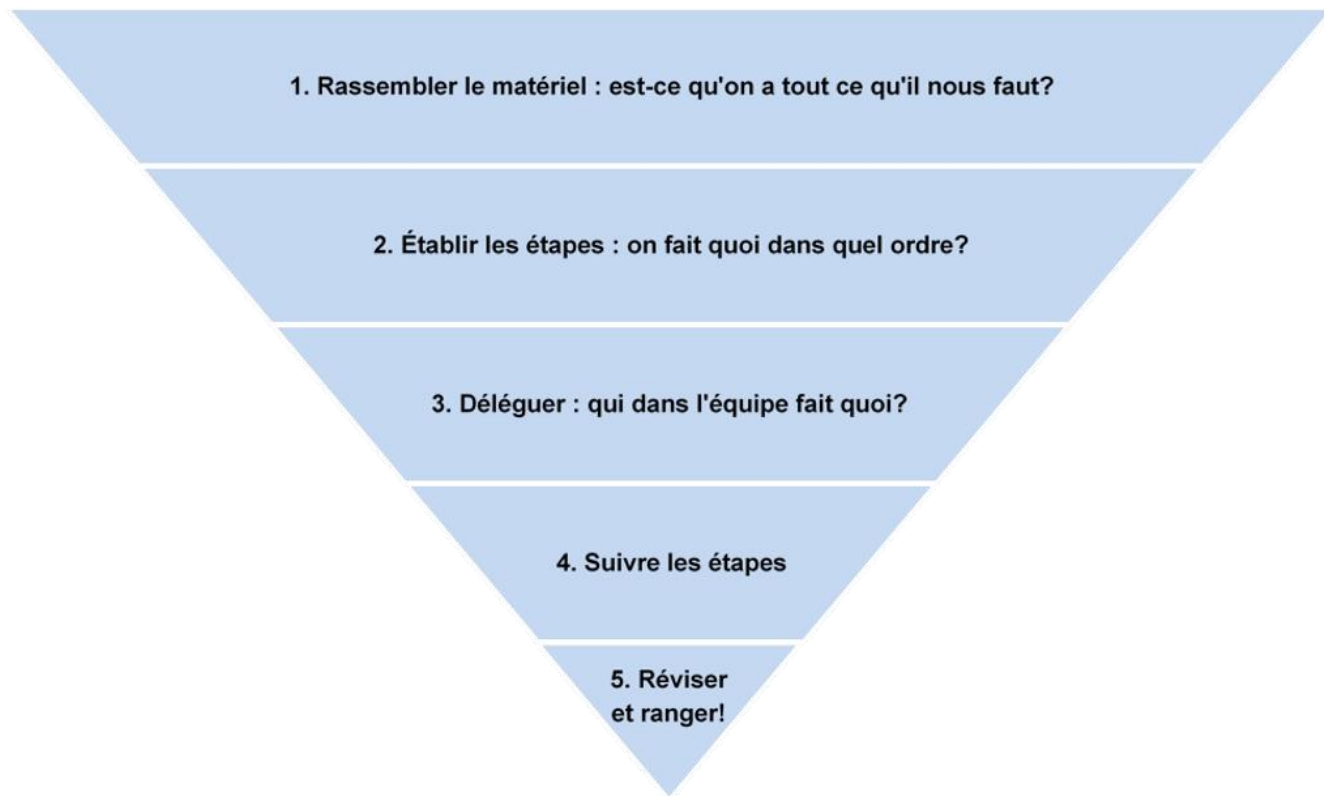 1. Rassembler le matériel : est-ce qu'on a tout ce qu'il nous faut?
2. Établir les étapes : on fait quoi dans quel ordre?
3. Déléguer : qui dans l'équipe fait quoi?
4. Suivre les étapes
5. Réviser
et ranger!